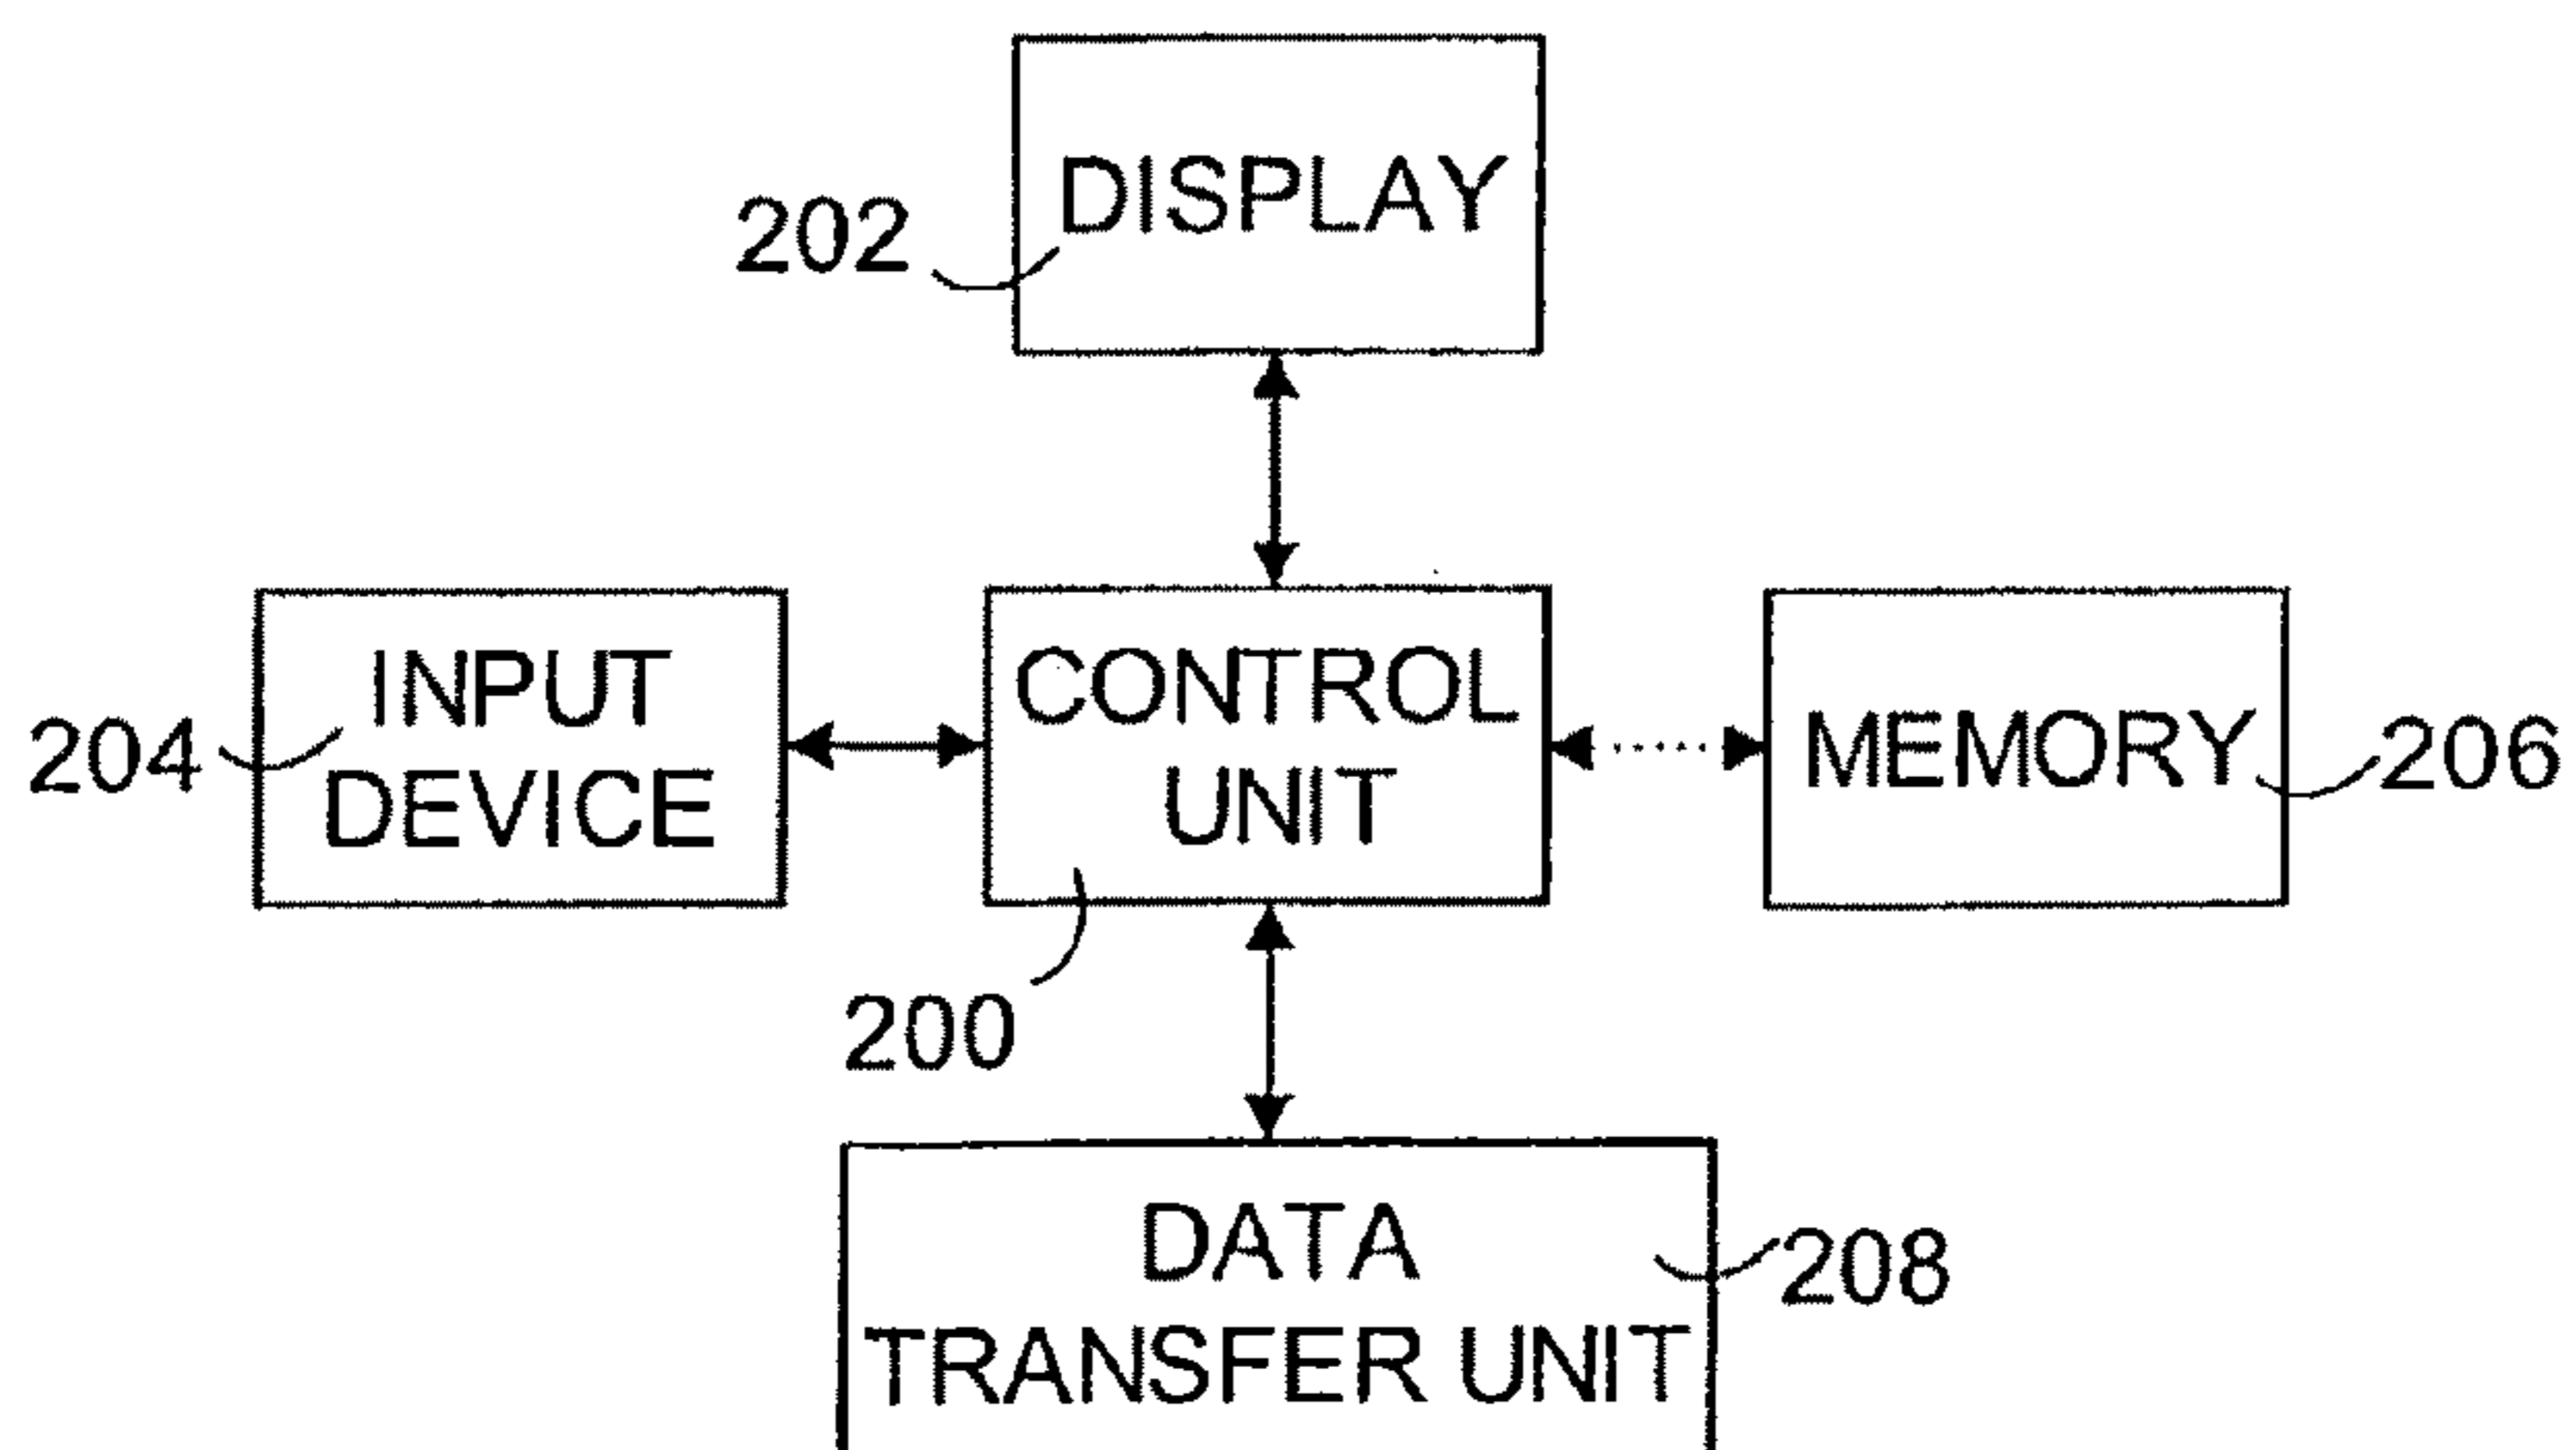 DISPLAY
202
INPUT
DEVICE
204
CONTROL
UNIT
200
MEMORY
206
DATA
TRANSFER UNIT
208